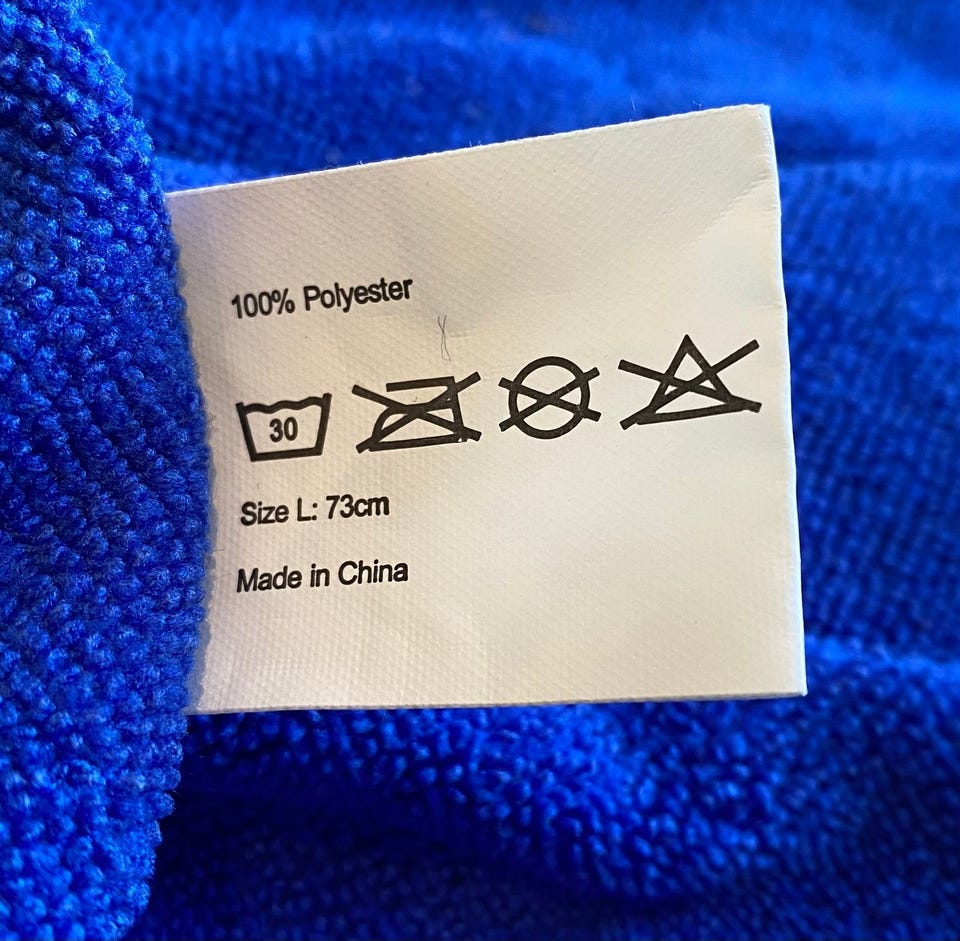 100% Polyester
30
Size L: 73cm
Made in China